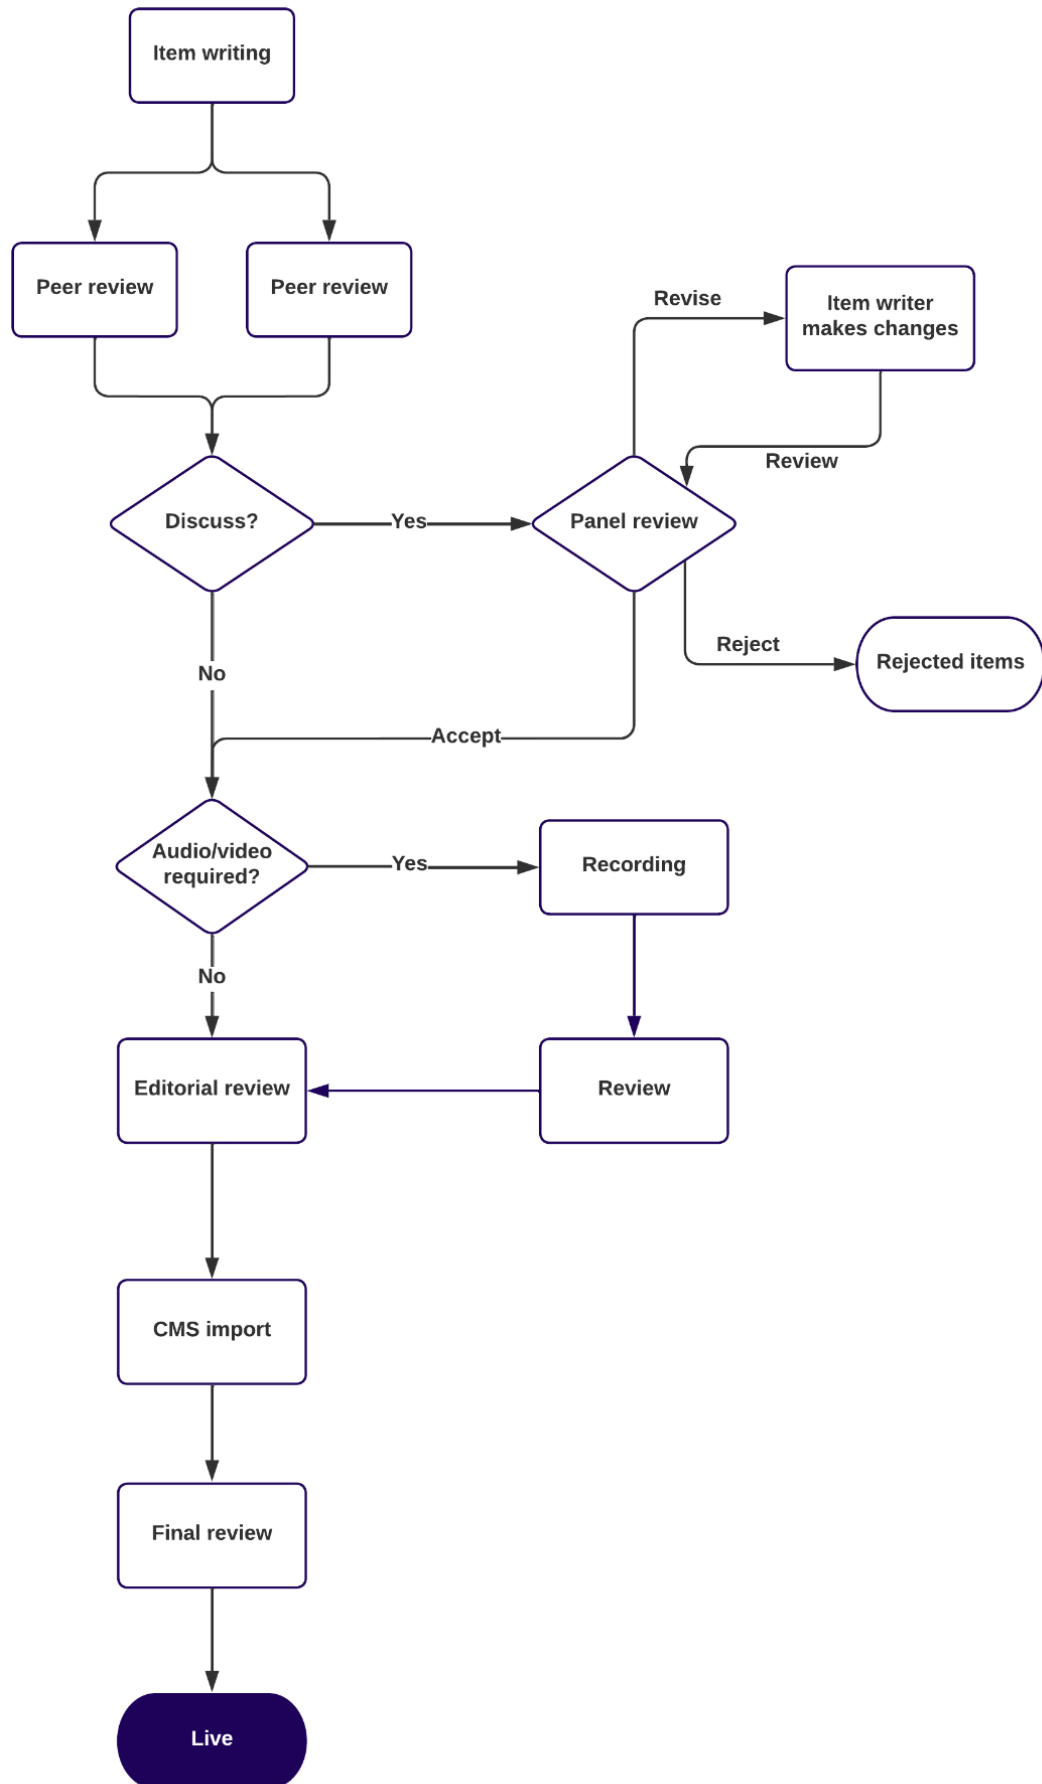 Item writing
Peer review
Peer review
Revise
Item writer
makes changes
Review
Discuss?
Yes
Panel review
No
Reject
Rejected items
Accept
Audio/video
required?
Yes
Recording
No
Editorial review
Review
CMS import
Final review
Live